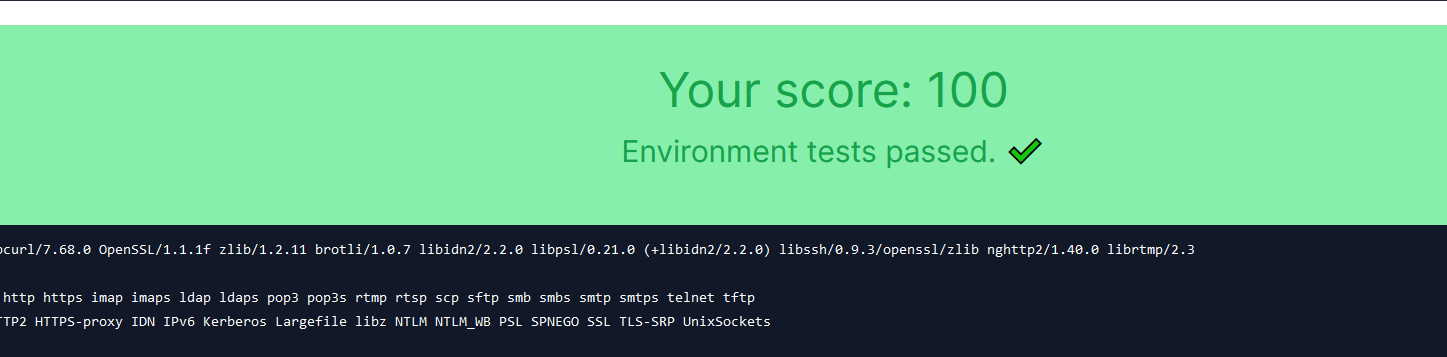 Your score: 100
Environment tests passed. ✔
ocurl/7.68.0 OpenSSL/1.1.1f zlib/1.2.11 brotli/1.0.7 libidn2/2.2.0 libpsl/0.21.0 (+libidn2/2.2.0) libssh/0.9.3/openssl/zlib nghttp2/1.40.0 librtmp/2.3
http https imap imaps ldap ldaps pop3 pop3s rtmp rtsp scp sftp smb smbs smtp smtps telnet tftp
TTP2 HTTPS-proxy IDN IPv6 Kerberos Largefile libz NTLM NTLM_WB PSL SPNEGO SSL TLS-SRP UnixSockets